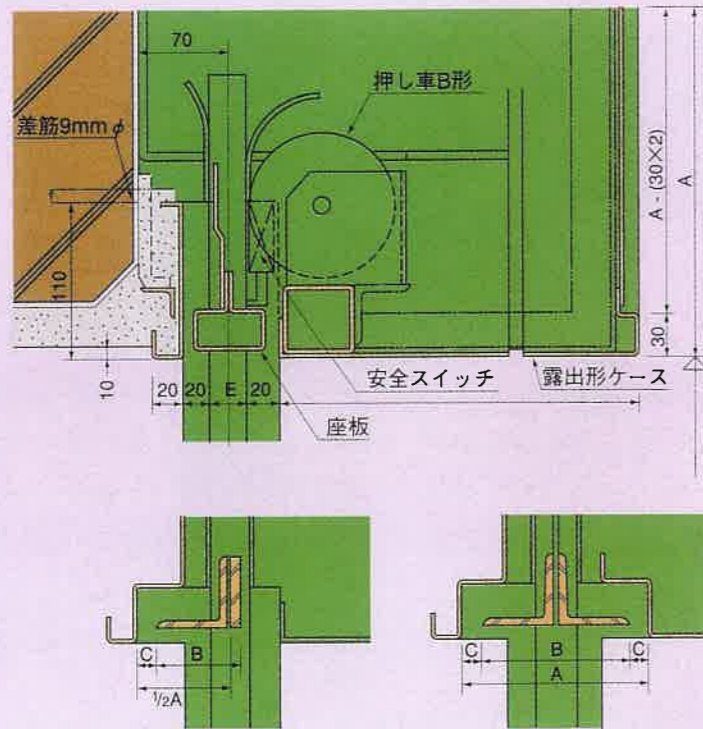 70
押し車B形
差筋9mmφ
A
A-(30×2)
110
30
10
20
20
E
20
安全スイッチ
露出形ケース
座板
C
B
1/2A
C
B
C
A